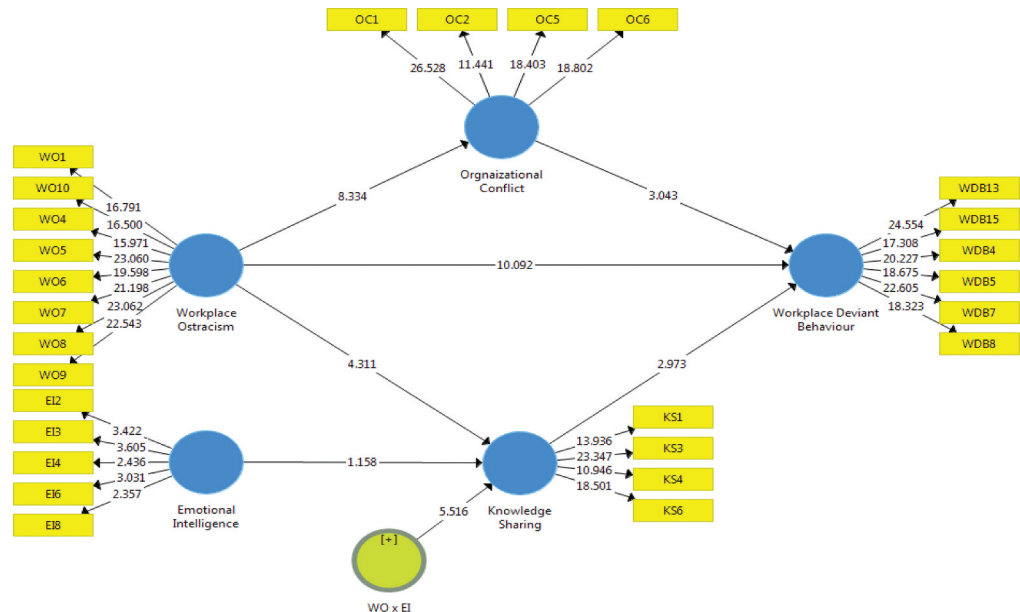 OC1 OC2 OC5 OC6
26.528 11.441 18.403 18.802
Orgnaizational
Conflict
WO1
WO10
WO4
WO5
WO6
WO7
WO8
WO9
16.791
16.500
15.971
23.060
19.598
21.198
23.062
22.543
Workplace
Ostracism
8.334
3.043
10.092
4.311
2.973
WDB13
WDB15
WDB4
WDB5
WDB7
WDB8
24.554
17.308
20.227
18.675
22.605
18.323
Workplace Deviant
Behaviour
EI2
EI3
EI4
EI6
EI8
3.422
3.605
2.436
3.031
2.357
Emotional
Intelligence
1.158
5.516
KS1
KS3
KS4
KS6
13.936
23.347
10.946
18.501
Knowledge
Sharing
[+]
WO x EI